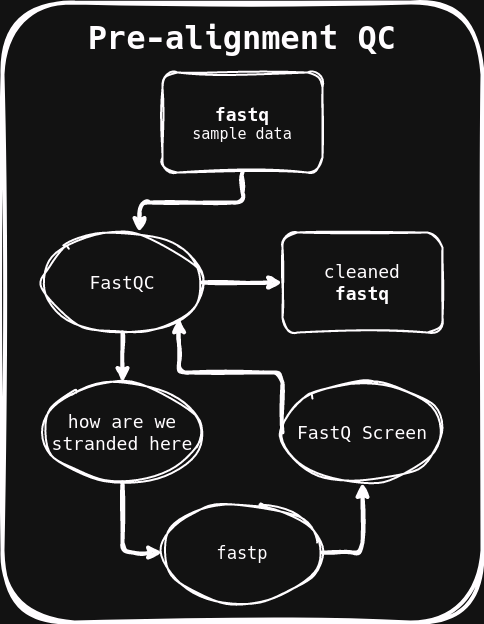 Pre-alignment QC
fastq
sample data
FastQC
cleaned
fastq
how are we
stranded here
FastQ Screen
fastp